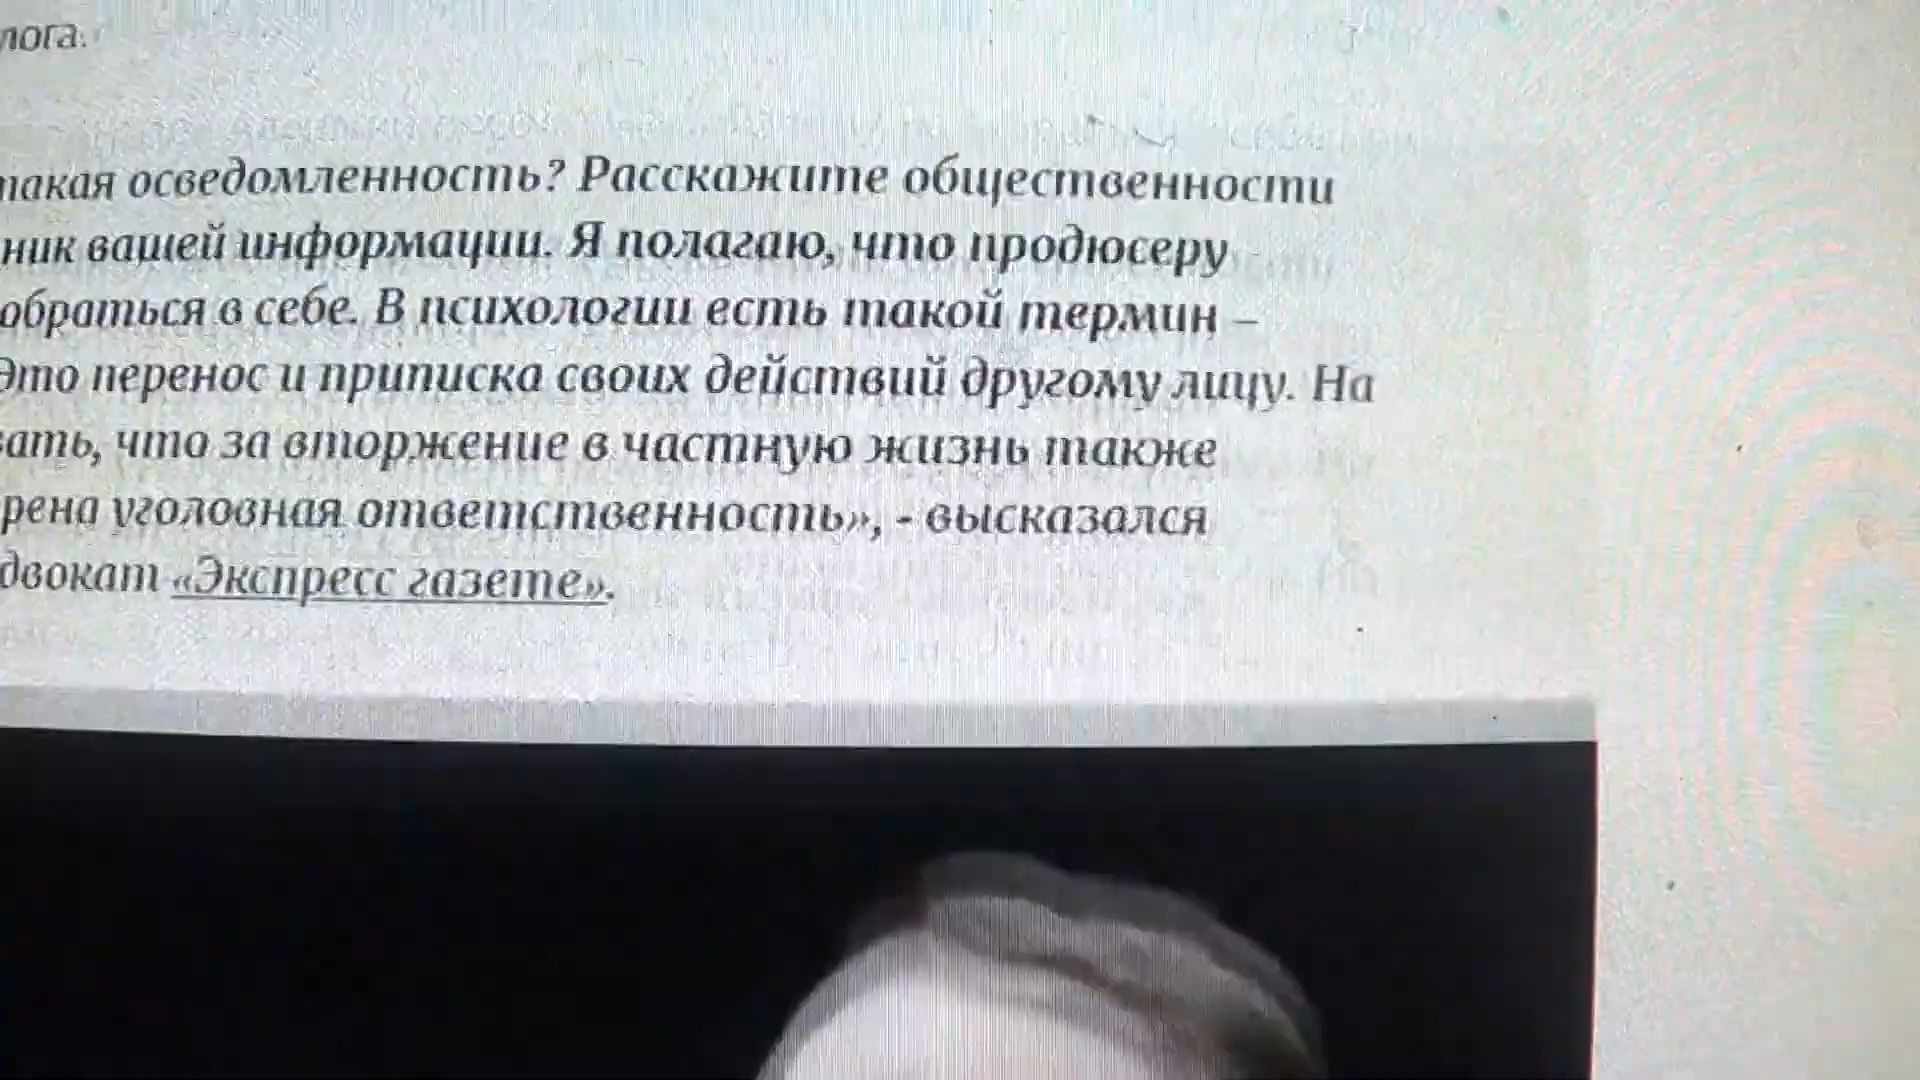 лога.
такая осведомленность? Расскажите общественности
ник вашей информации. Я полагаю, что продюсеру
обраться в себе. В психологии есть такой термин –
Это перенос и приписка своих действий другому лицу. На
вать, что за вторжение в частную жизнь также
рена уголовная ответственность», - высказался
двокат «Экспресс газете».